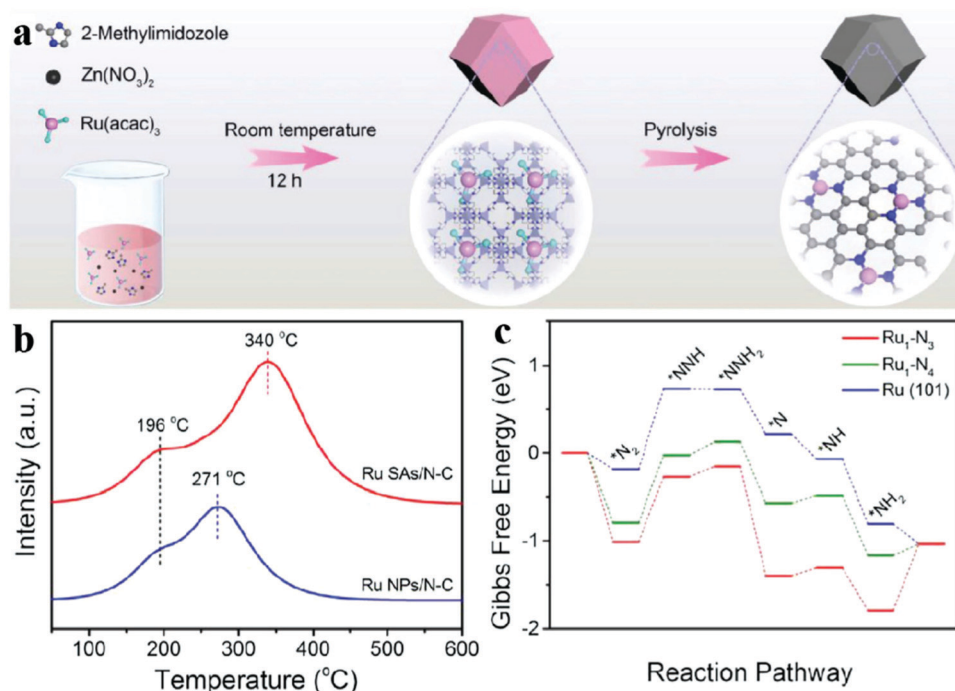 a
2-Methylimidozole
Zn(NO3)2
Ru(acac)3
Room temperature
12 h
Pyrolysis
b
Intensity (a.u.)
340 °C
196 °C
271 °C
Ru SAs/N-C
Ru NPs/N-C
100
200
300
400
500
600
Temperature (°C)
c
Gibbs Free Energy (eV)
1
0
-1
-2
Ru1-N3
Ru1-N4
Ru (101)
*N2
*NNH
*NNH2
*N
*NH
*NH2
Reaction Pathway